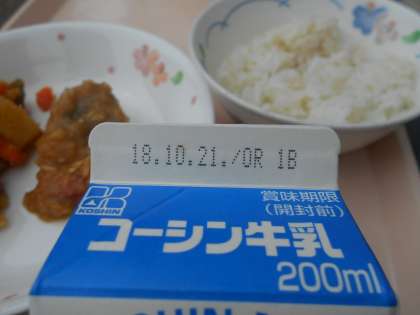 18.10.21./OR 1B
KOSHIN
賞味期限
(開封前)
コーシン牛乳
200ml